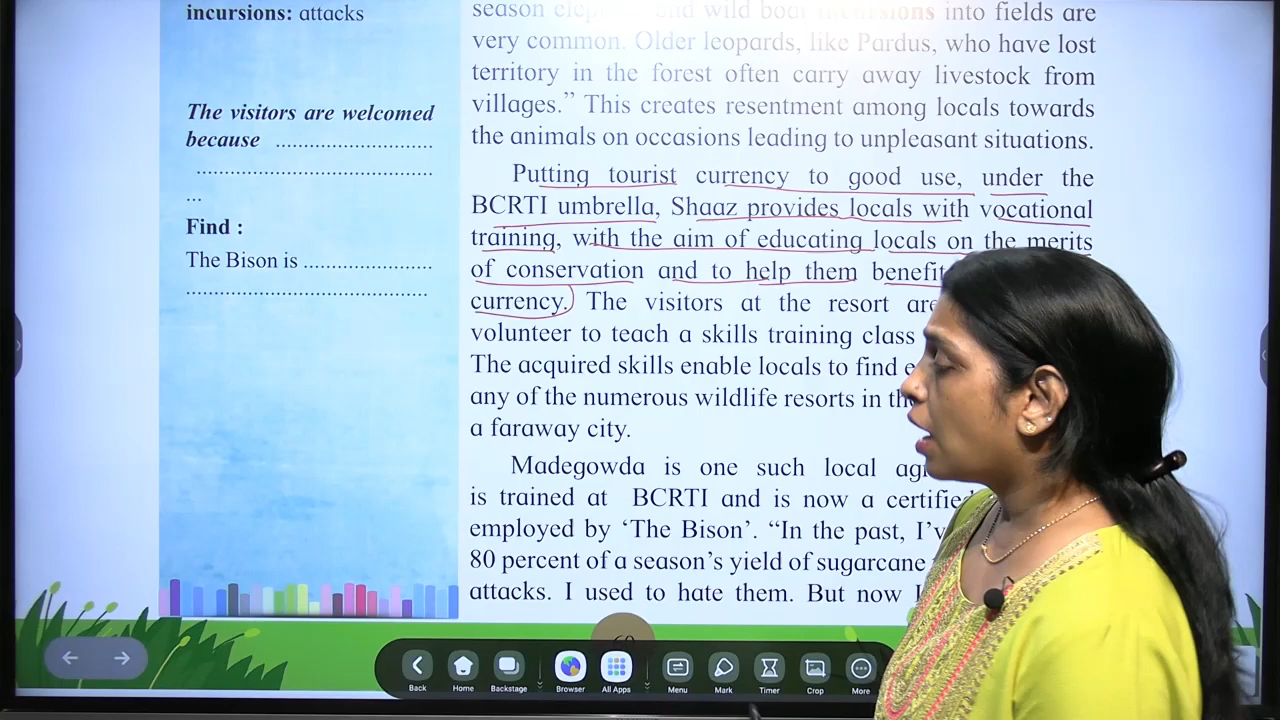 incursions: attacks
The visitors are welcomed
because ................................
................................................
...
Find :
The Bison is ..........................
.................................................
season and wild boar incursions into fields are
very common. Older leopards, like Pardus, who have lost
territory in the forest often carry away livestock from
villages.” This creates resentment among locals towards
the animals on occasions leading to unpleasant situations.
Putting tourist currency to good use, under the
BCRTI umbrella, Shaaz provides locals with vocational
training, with the aim of educating locals on the merits
of conservation and to help them benefit
currency. The visitors at the resort are
volunteer to teach a skills training class
The acquired skills enable locals to find
any of the numerous wildlife resorts in
a faraway city.
Madegowda is one such local
is trained at BCRTI and is now a certified
employed by ‘The Bison’. “In the past,
80 percent of a season’s yield of sugarcane
attacks. I used to hate them. But now
Back
Home
Backstage
Browser
All Apps
Menu
Mark
Timer
Crop
More